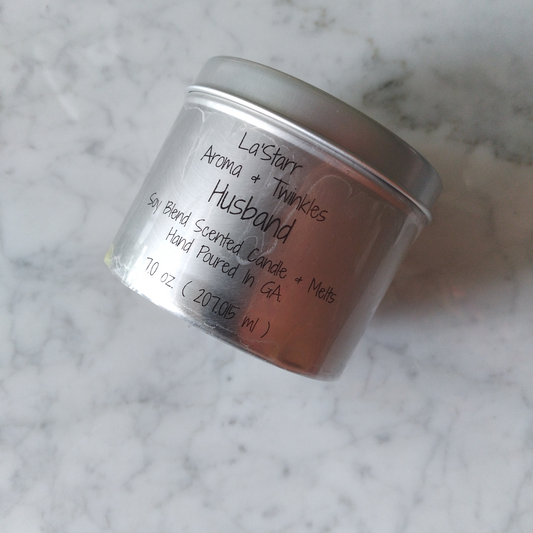 La'Starr
Aroma & Twinkles
Husband
Soy Blend Scented Candle & Melts
Hand Poured In GA
7.0 oz. ( 207.015 ml )